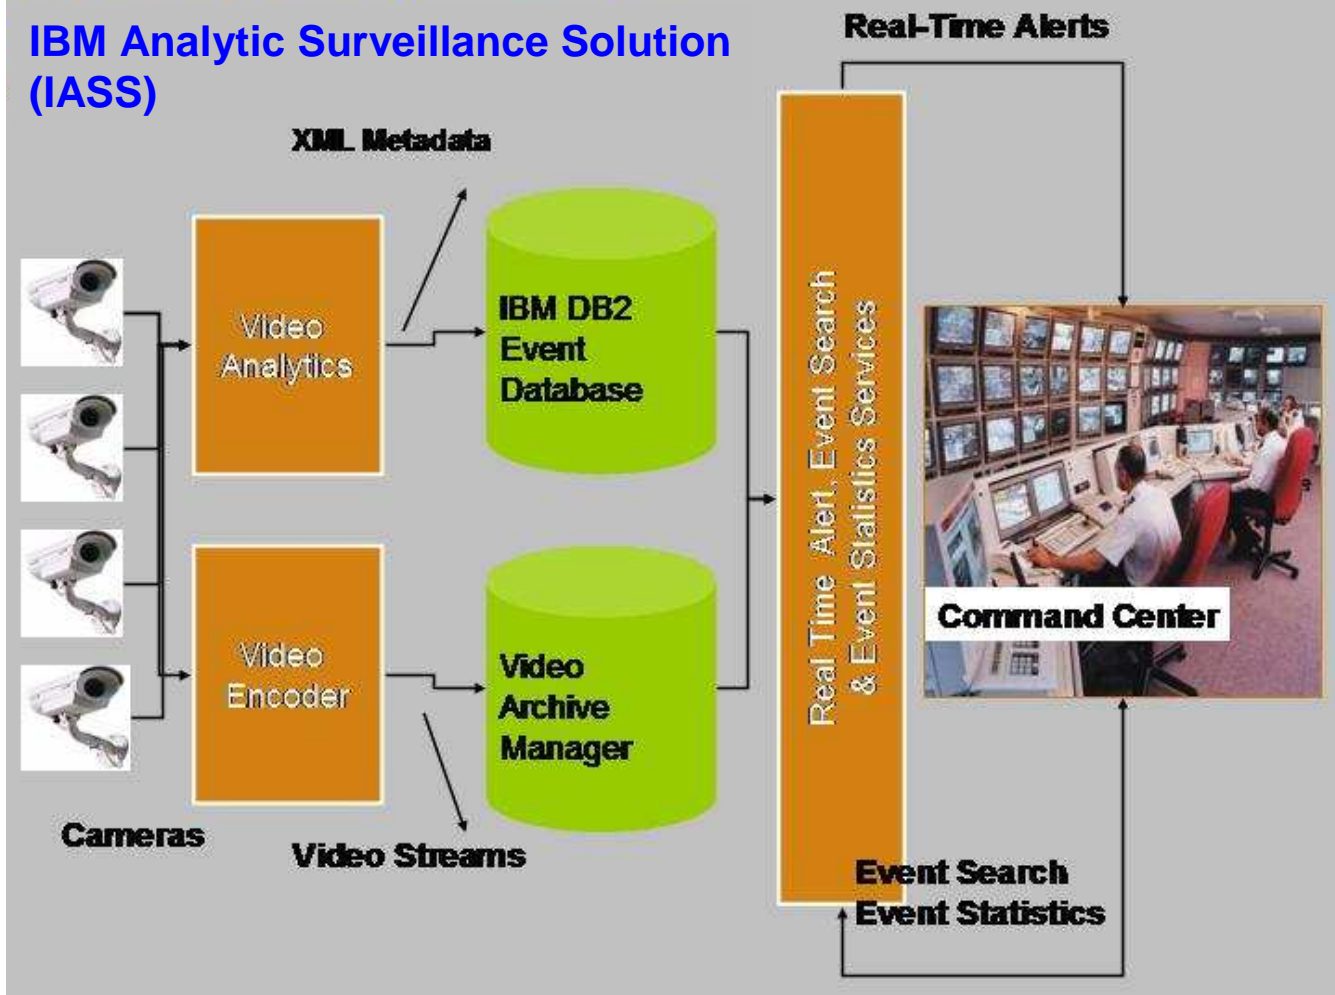 IBM Analytic Surveillance Solution
(IASS)
Real-Time Alerts
XML Metadata
Video
Analytics
IBM DB2
Event
Database
Real Time Alert, Event Search
& Event Statistics Services
Command Center
Video
Encoder
Video
Archive
Manager
Cameras
Video Streams
Event Search
Event Statistics